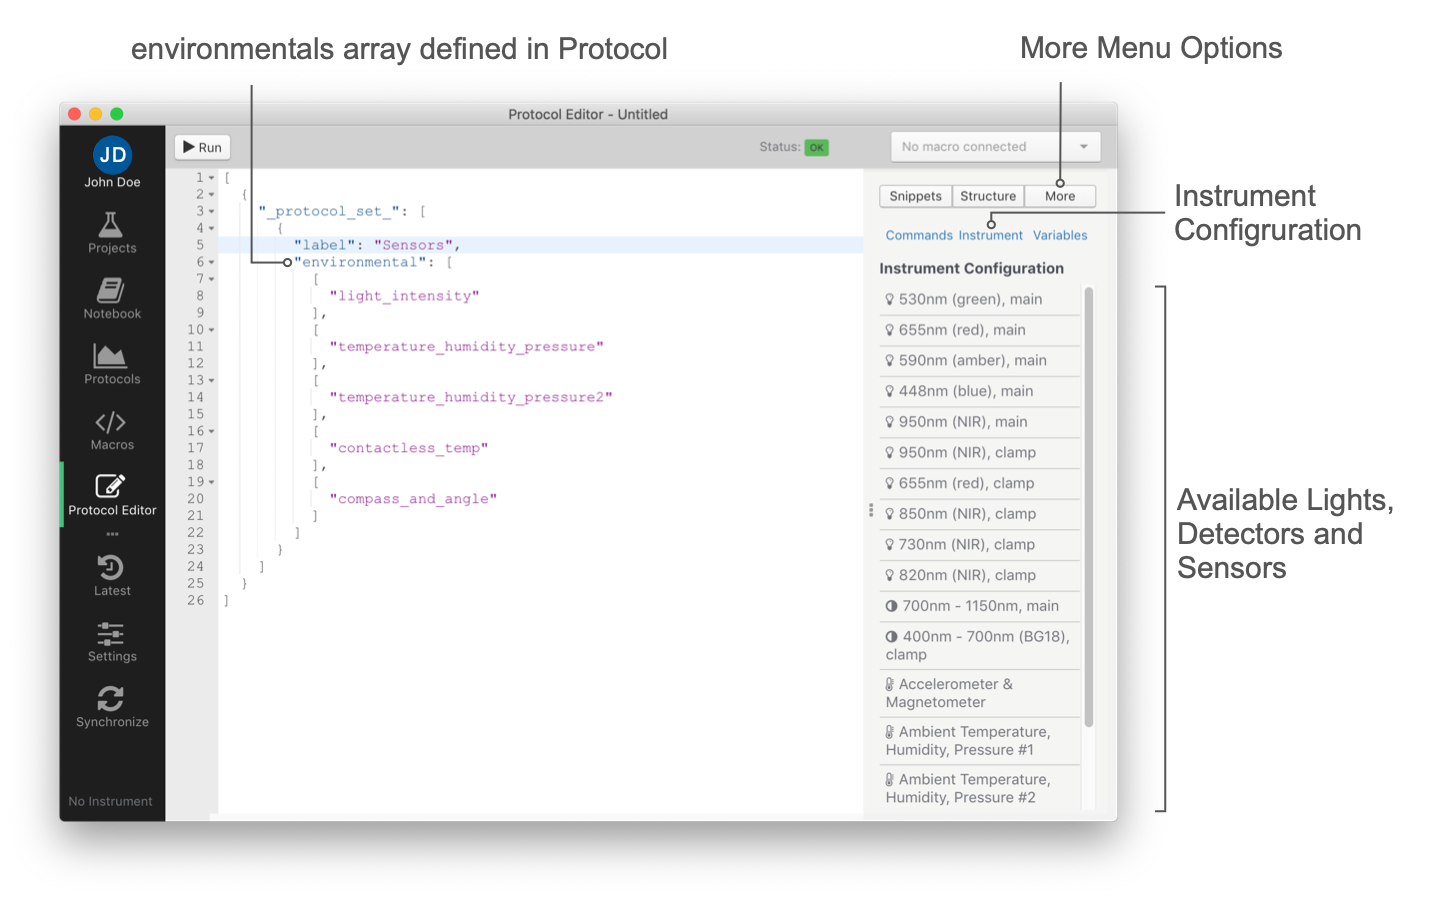 environmentals array defined in Protocol
More Menu Options
Protocol Editor - Untitled
JD
John Doe
Projects
Notebook
Protocols
Macros
Protocol Editor
Latest
Settings
Synchronize
No Instrument
Run
Status: OK
No macro connected
1 [
2 {
3 "_protocol_set_": [
4 {
5 "label": "Sensors",
6 "environmental": [
7 [
8 "light_intensity"
9 ],
10 [
11 "temperature_humidity_pressure"
12 ],
13 [
14 "temperature_humidity_pressure2"
15 ],
16 [
17 "contactless_temp"
18 ],
19 [
20 "compass_and_angle"
21 ]
22 ]
23 }
24 ]
25 }
26 ]
Snippets Structure More
Commands Instrument Variables
Instrument Configuration
530nm (green), main
655nm (red), main
590nm (amber), main
448nm (blue), main
950nm (NIR), main
950nm (NIR), clamp
655nm (red), clamp
850nm (NIR), clamp
730nm (NIR), clamp
820nm (NIR), clamp
700nm - 1150nm, main
400nm - 700nm (BG18),
clamp
Accelerometer &
Magnetometer
Ambient Temperature,
Humidity, Pressure #1
Ambient Temperature,
Humidity, Pressure #2
Instrument
Configruration
Available Lights,
Detectors and
Sensors